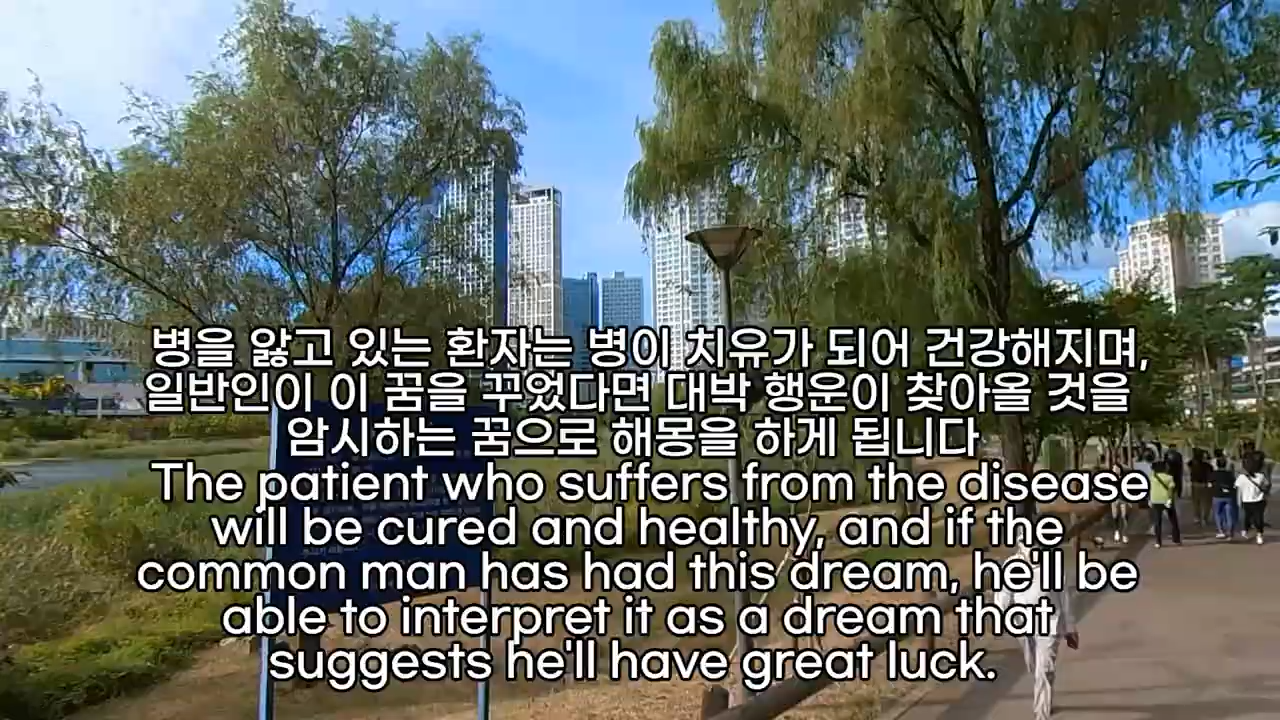 병을 앓고 있는 환자는 병이 치유가 되어 건강해지며,
일반인이 이 꿈을 꾸었다면 대박 행운이 찾아올 것을
암시하는 꿈으로 해몽을 하게 됩니다
The patient who suffers from the disease
will be cured and healthy, and if the
common man has had this dream, he'll be
able to interpret it as a dream that
suggests he'll have great luck.